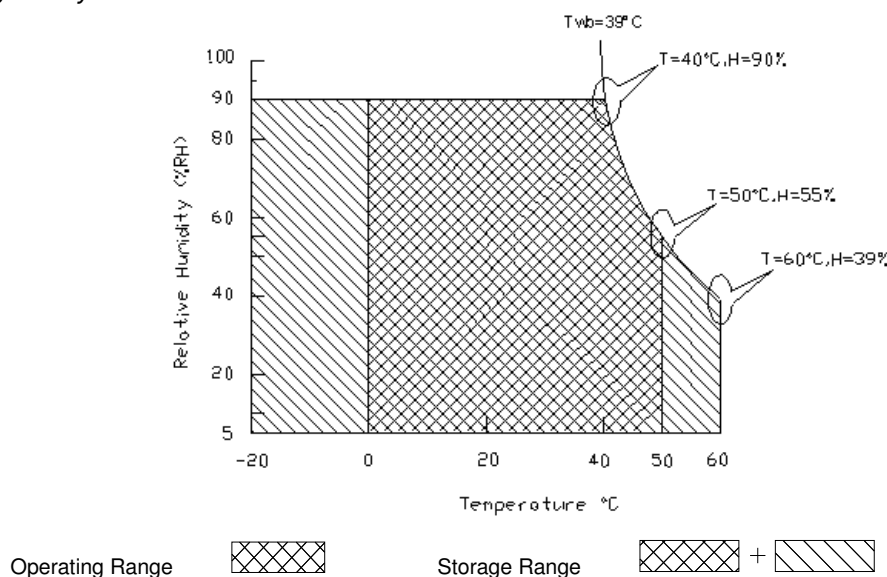 Twb=39°C
T=40°C,H=90%
T=50°C,H=55%
T=60°C,H=39%
Relative Humidity (%RH)
100
90
80
60
40
20
5
-20 0 20 40 50 60
Temperature °C
Operating Range Storage Range +